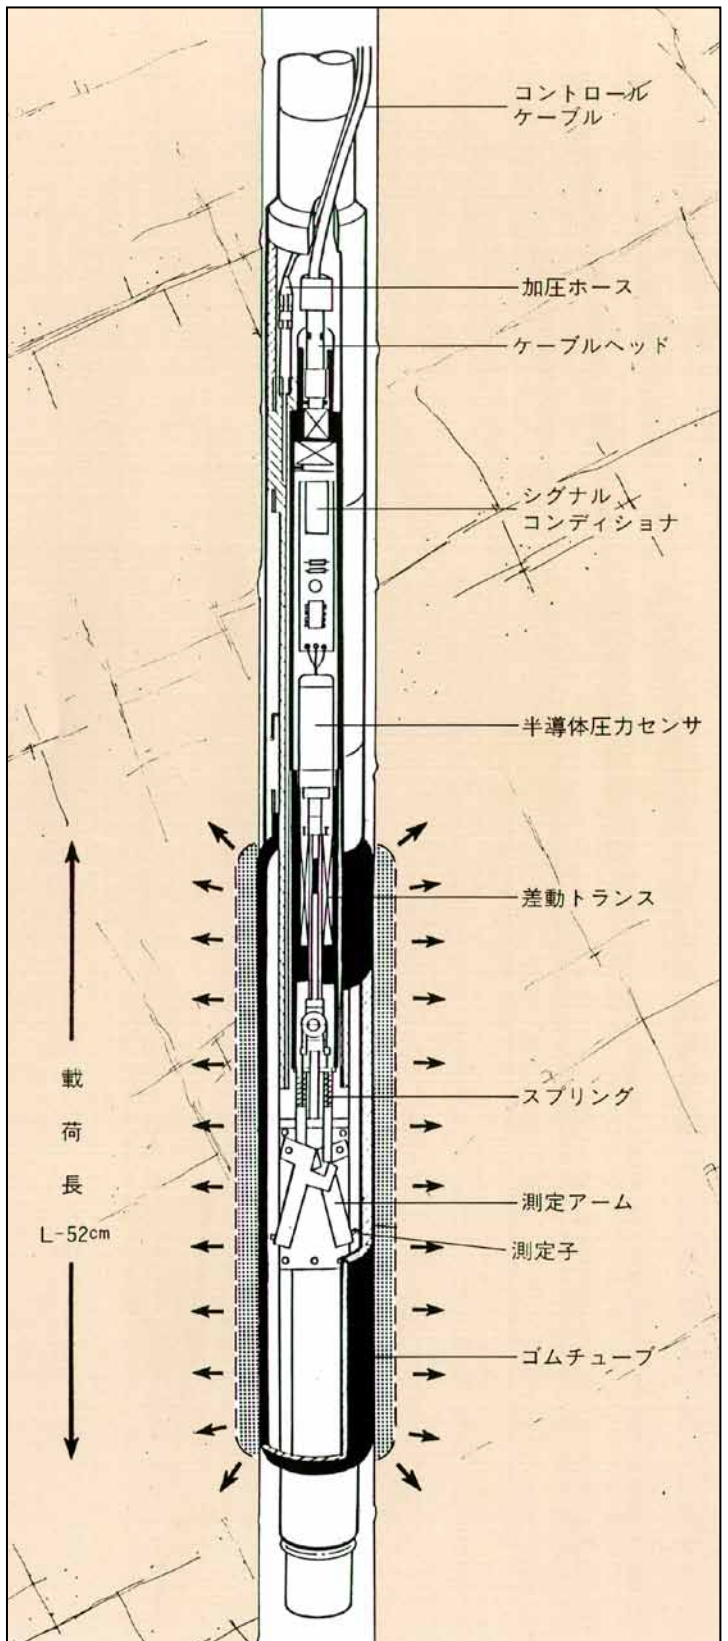 コントロール
ケーブル
加圧ホース
ケーブルヘッド
シグナル
コンディショナ
半導体圧力センサ
差動トランス
スプリング
測定アーム
測定子
ゴムチューブ
載
荷
長
L-52cm